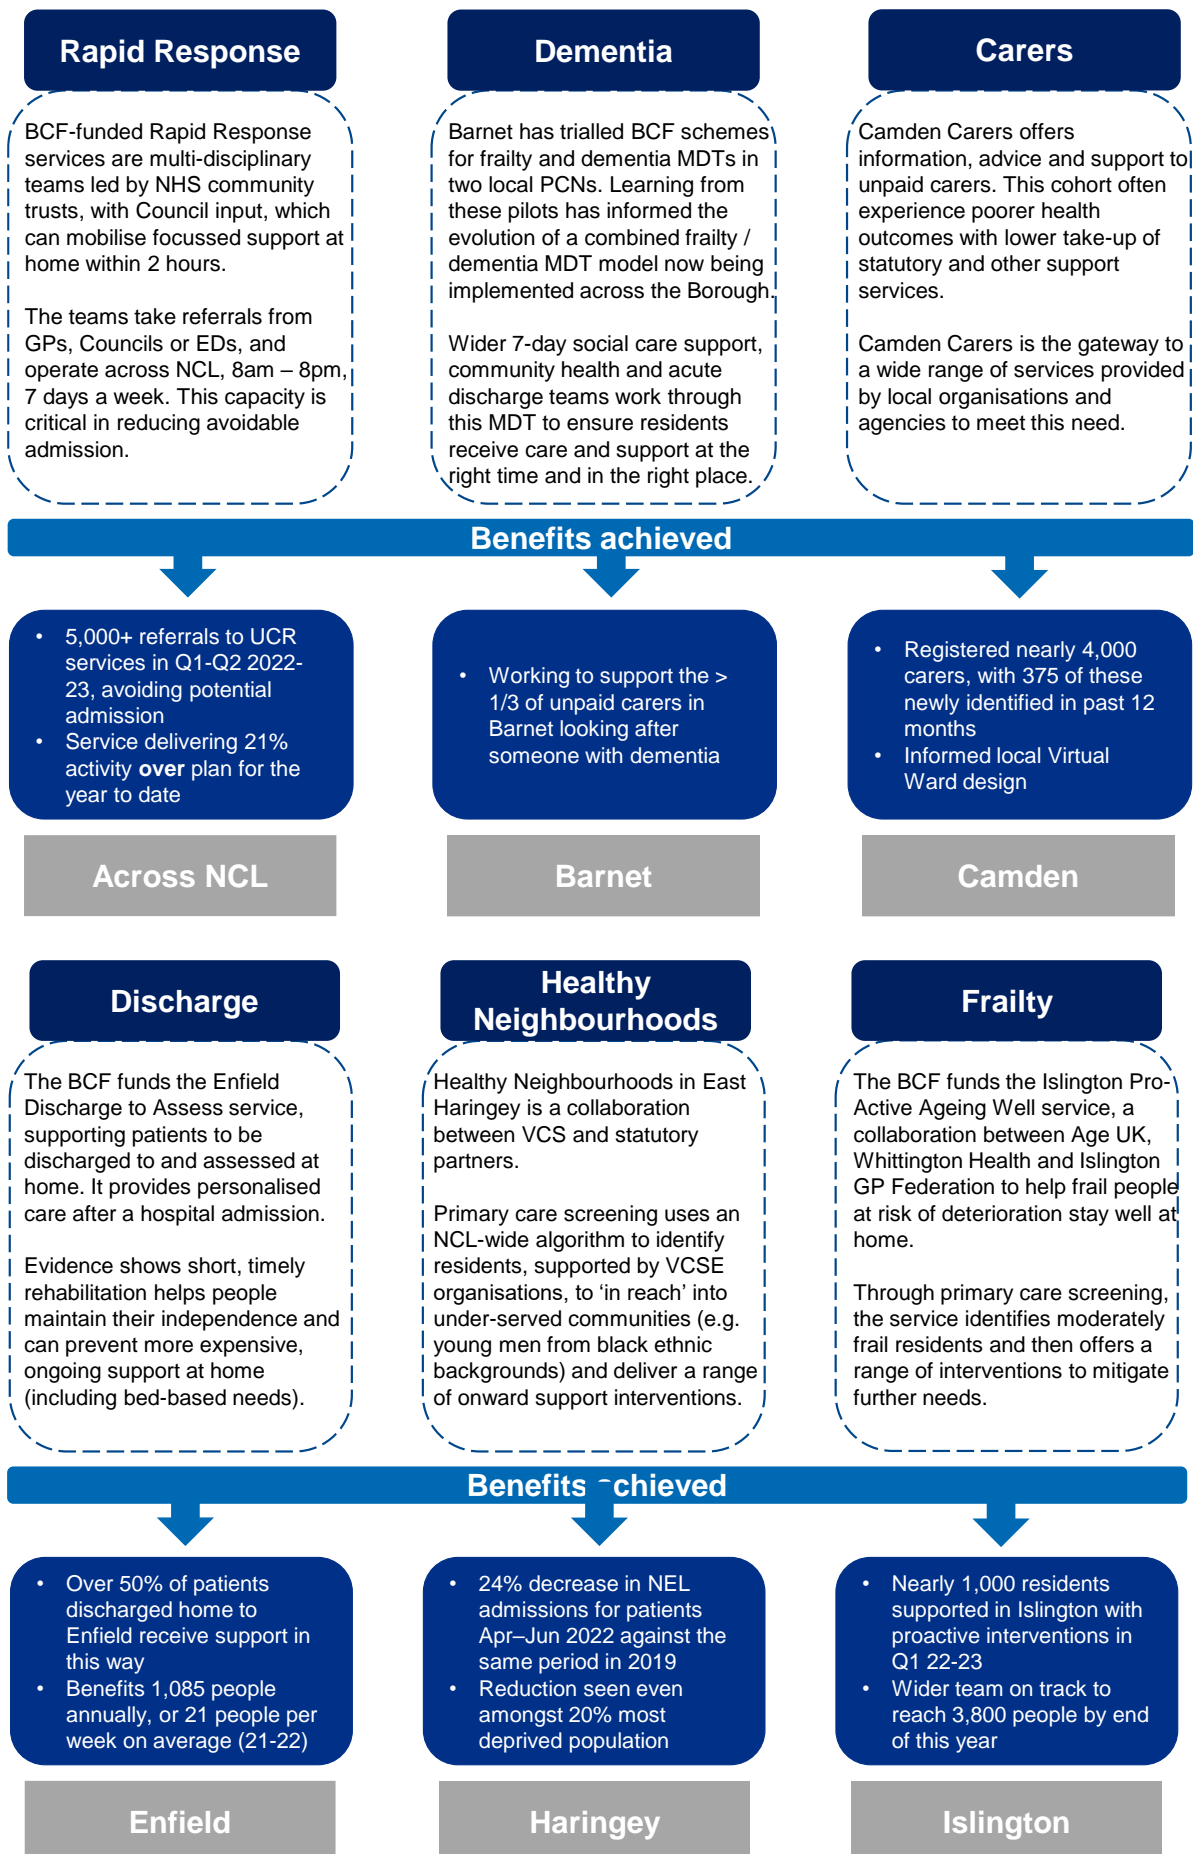 Rapid Response
BCF-funded Rapid Response
services are multi-disciplinary
teams led by NHS community
trusts, with Council input, which
can mobilise focussed support at
home within 2 hours.
The teams take referrals from
GPs, Councils or EDs, and
operate across NCL, 8am – 8pm,
7 days a week. This capacity is
critical in reducing avoidable
admission.
Dementia
Barnet has trialled BCF schemes
for frailty and dementia MDTs in
two local PCNs. Learning from
these pilots has informed the
evolution of a combined frailty /
dementia MDT model now being
implemented across the Borough.
Wider 7-day social care support,
community health and acute
discharge teams work through
this MDT to ensure residents
receive care and support at the
right time and in the right place.
Carers
Camden Carers offers
information, advice and support to
unpaid carers. This cohort often
experience poorer health
outcomes with lower take-up of
statutory and other support
services.
Camden Carers is the gateway to
a wide range of services provided
by local organisations and
agencies to meet this need.
Benefits achieved
• 5,000+ referrals to UCR
services in Q1-Q2 2022-
23, avoiding potential
admission
• Service delivering 21%
activity over plan for the
year to date
• Working to support the >
1/3 of unpaid carers in
Barnet looking after
someone with dementia
• Registered nearly 4,000
carers, with 375 of these
newly identified in past 12
months
• Informed local Virtual
Ward design
Across NCL
Barnet
Camden
Discharge
The BCF funds the Enfield
Discharge to Assess service,
supporting patients to be
discharged to and assessed at
home. It provides personalised
care after a hospital admission.
Evidence shows short, timely
rehabilitation helps people
maintain their independence and
can prevent more expensive,
ongoing support at home
(including bed-based needs).
Healthy
Neighbourhoods
Healthy Neighbourhoods in East
Haringey is a collaboration
between VCS and statutory
partners.
Primary care screening uses an
NCL-wide algorithm to identify
residents, supported by VCSE
organisations, to ‘in reach’ into
under-served communities (e.g.
young men from black ethnic
backgrounds) and deliver a range
of onward support interventions.
Frailty
The BCF funds the Islington Pro-
Active Ageing Well service, a
collaboration between Age UK,
Whittington Health and Islington
GP Federation to help frail people
at risk of deterioration stay well at
home.
Through primary care screening,
the service identifies moderately
frail residents and then offers a
range of interventions to mitigate
further needs.
Benefits achieved
• Over 50% of patients
discharged home to
Enfield receive support in
this way
• Benefits 1,085 people
annually, or 21 people per
week on average (21-22)
• 24% decrease in NEL
admissions for patients
Apr–Jun 2022 against the
same period in 2019
• Reduction seen even
amongst 20% most
deprived population
• Nearly 1,000 residents
supported in Islington with
proactive interventions in
Q1 22-23
• Wider team on track to
reach 3,800 people by end
of this year
Enfield
Haringey
Islington